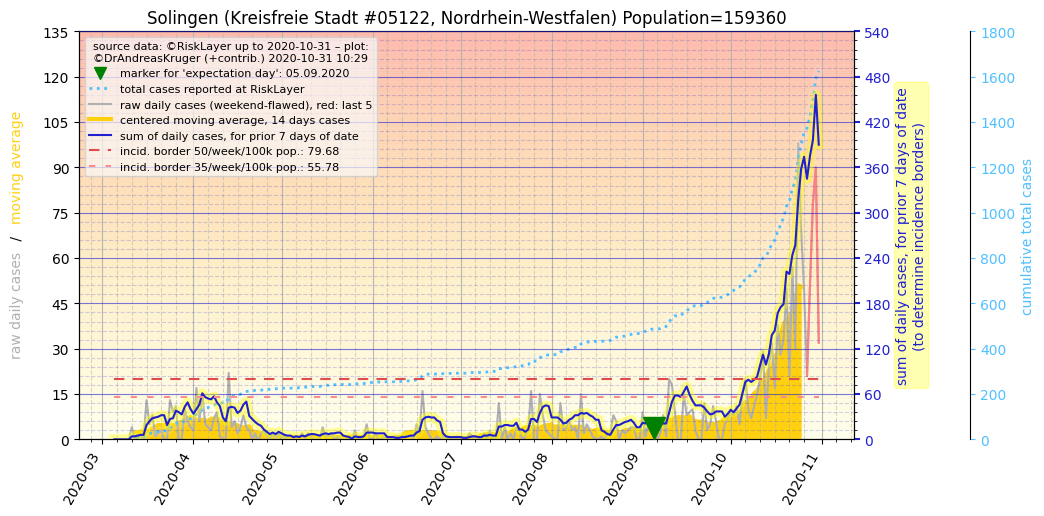 Solingen (Kreisfreie Stadt #05122, Nordrhein-Westfalen) Population=159360
source data: ©RiskLayer up to 2020-10-31 – plot:
©DrAndreasKruger (+contrib.) 2020-10-31 10:29
marker for 'expectation day': 05.09.2020
total cases reported at RiskLayer
raw daily cases (weekend-flawed), red: last 5
centered moving average, 14 days cases
sum of daily cases, for prior 7 days of date
incid. border 50/week/100k pop.: 79.68
incid. border 35/week/100k pop.: 55.78
raw daily cases / moving average
135
120
105
90
75
60
45
30
15
0
2020-03
2020-04
2020-05
2020-06
2020-07
2020-08
2020-09
2020-10
2020-11
540
480
420
360
300
240
180
120
60
0
sum of daily cases, for prior 7 days of date
(to determine incidence borders)
1800
1600
1400
1200
1000
800
600
400
200
0
cumulative total cases